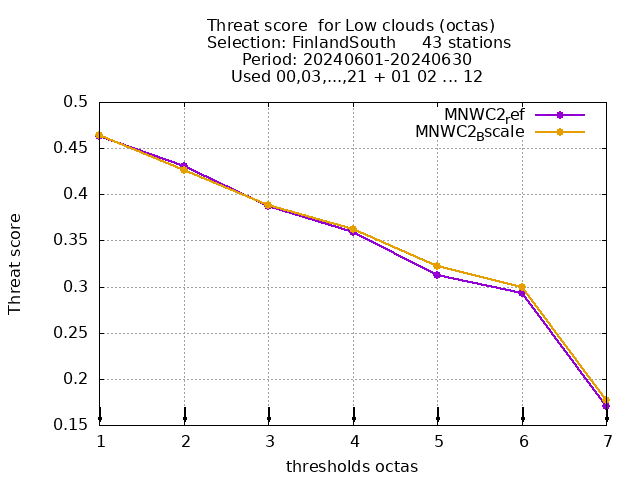 Threat score  for Low clouds (octas)
Selection: FinlandSouth     43 stations
Period: 20240601-20240630
Used 00,03,...,21 + 01 02 ... 12
MNWC2ref
MNWC2Bscale
0.5
0.45
0.4
0.35
0.3
0.25
0.2
0.15
Threat score
1 2 3 4 5 6 7
thresholds octas